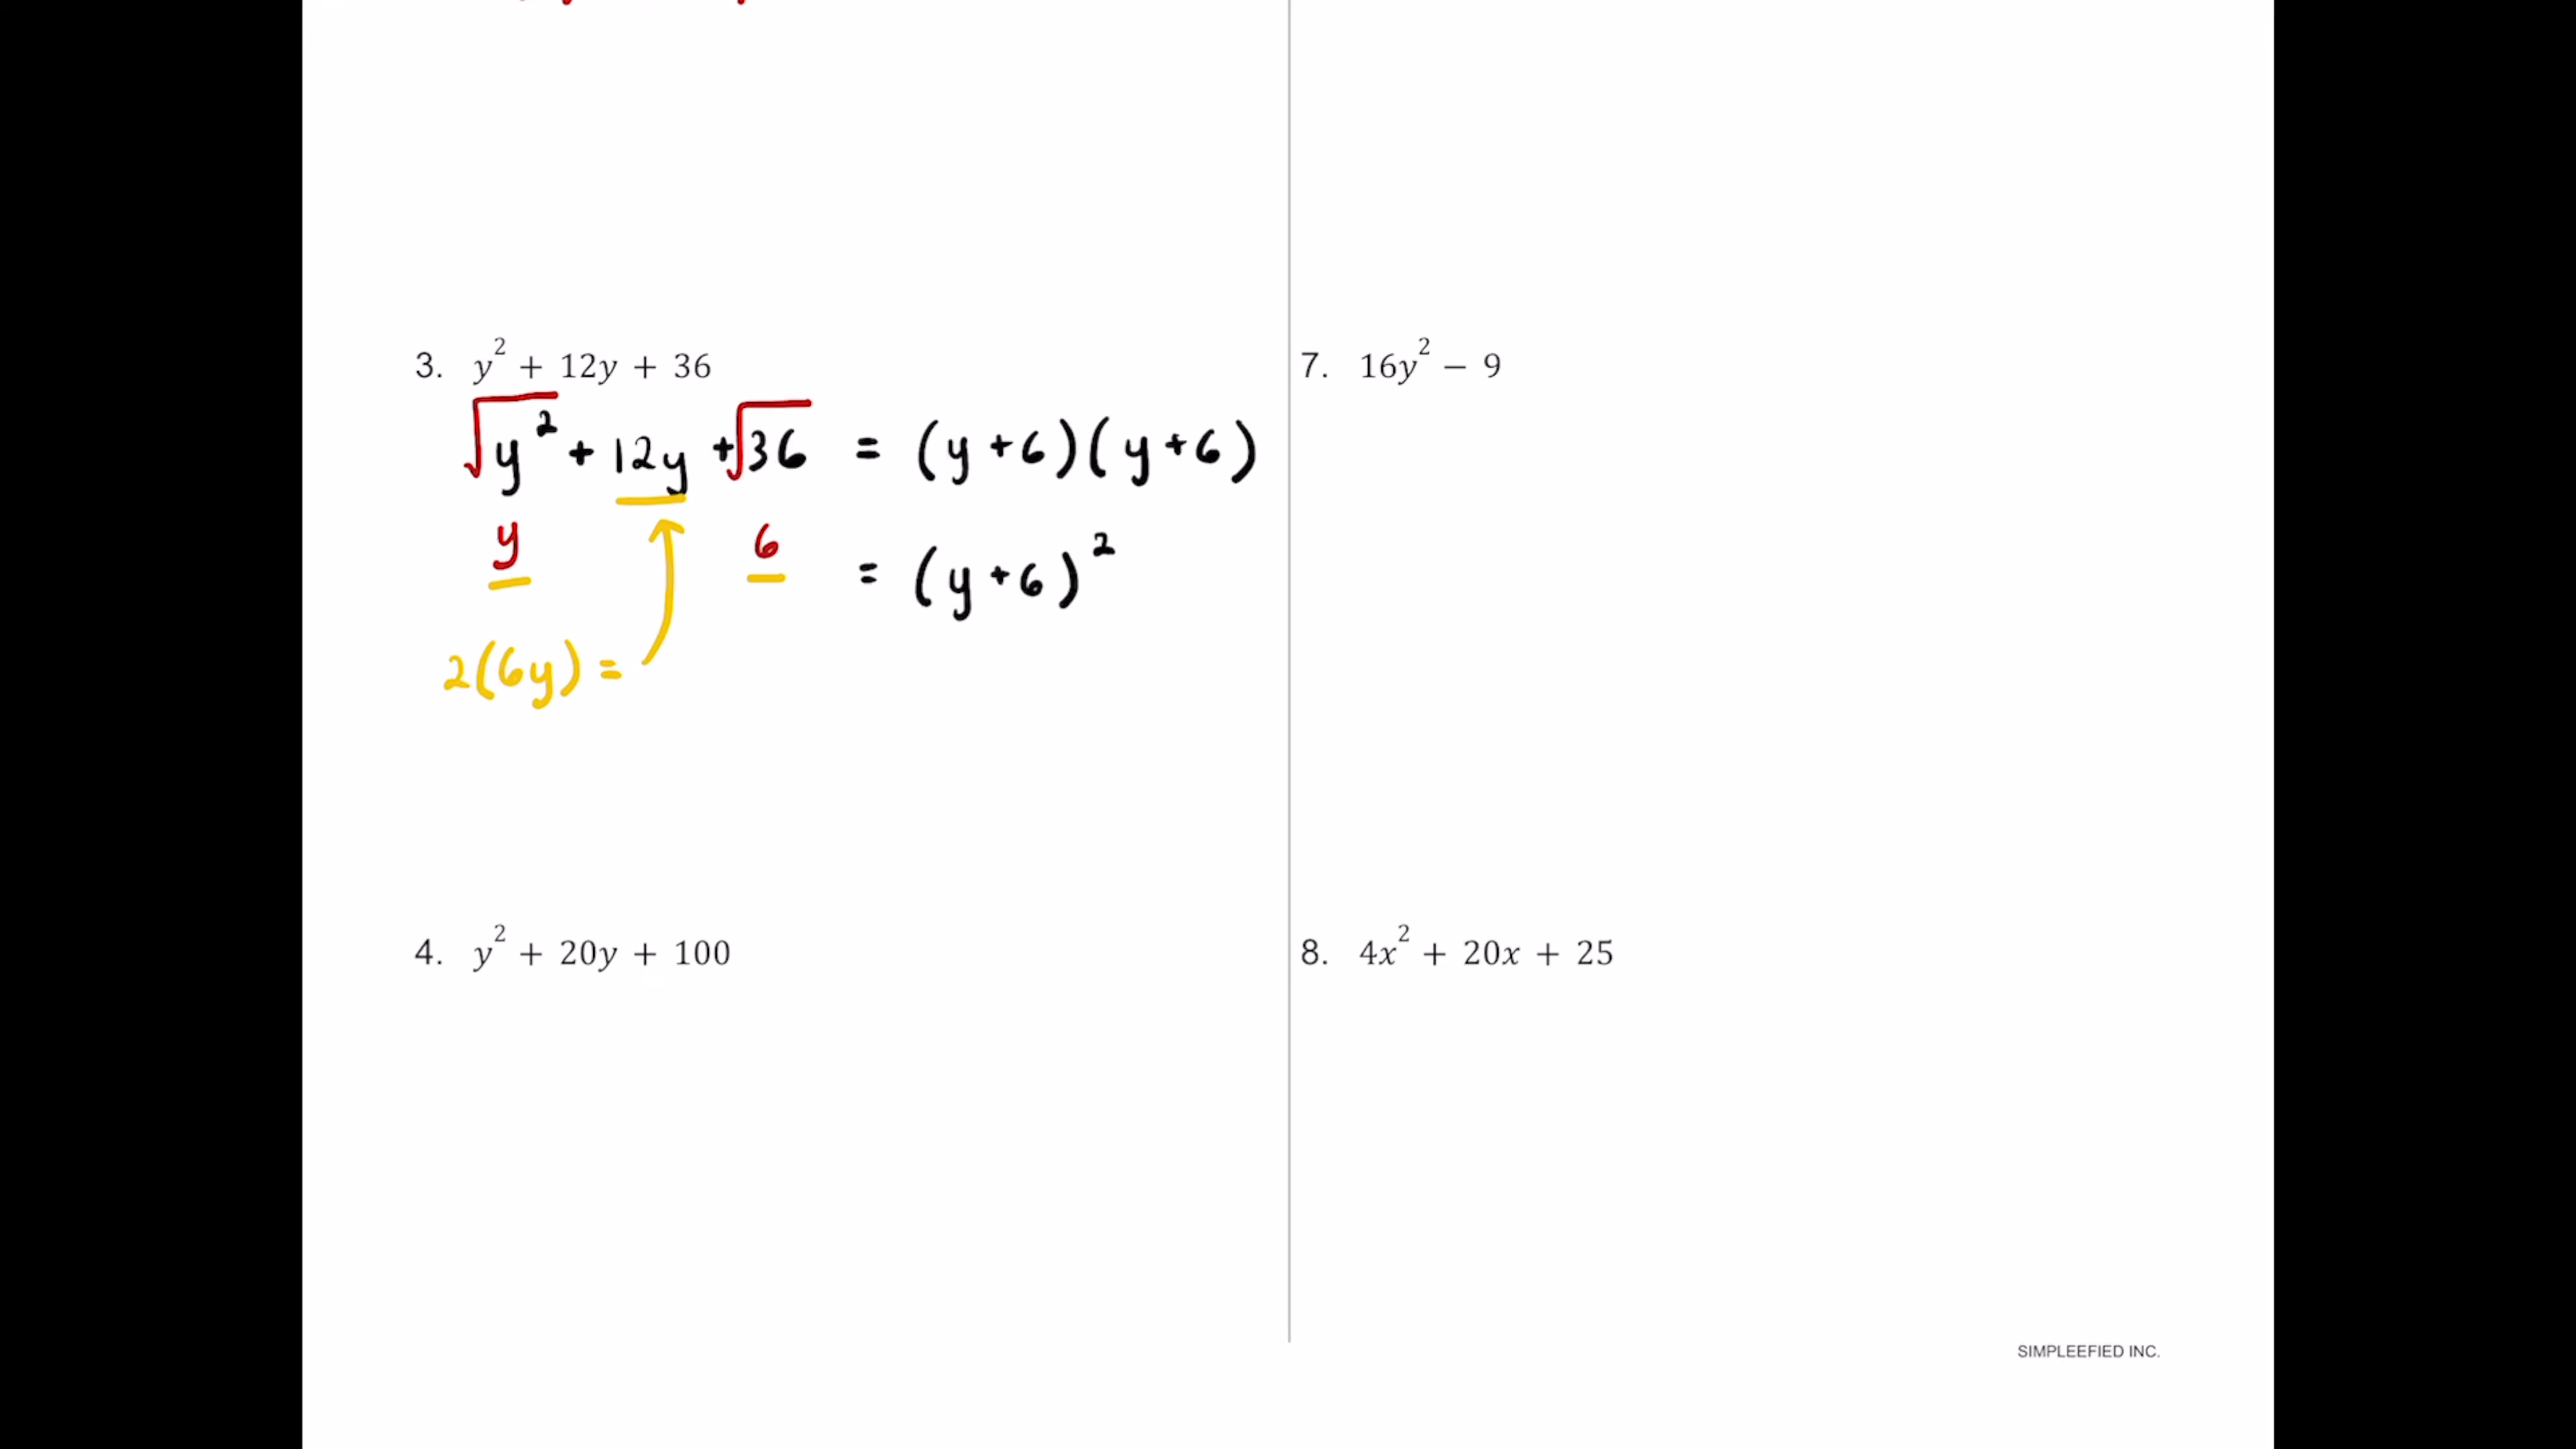 3. y² + 12y + 36
√y² + 12y + √36 = (y+6)(y+6)
y 6
= (y+6)²
2(6y) =
4. y² + 20y + 100
7. 16y² − 9
8. 4x² + 20x + 25
SIMPLEEFIED INC.